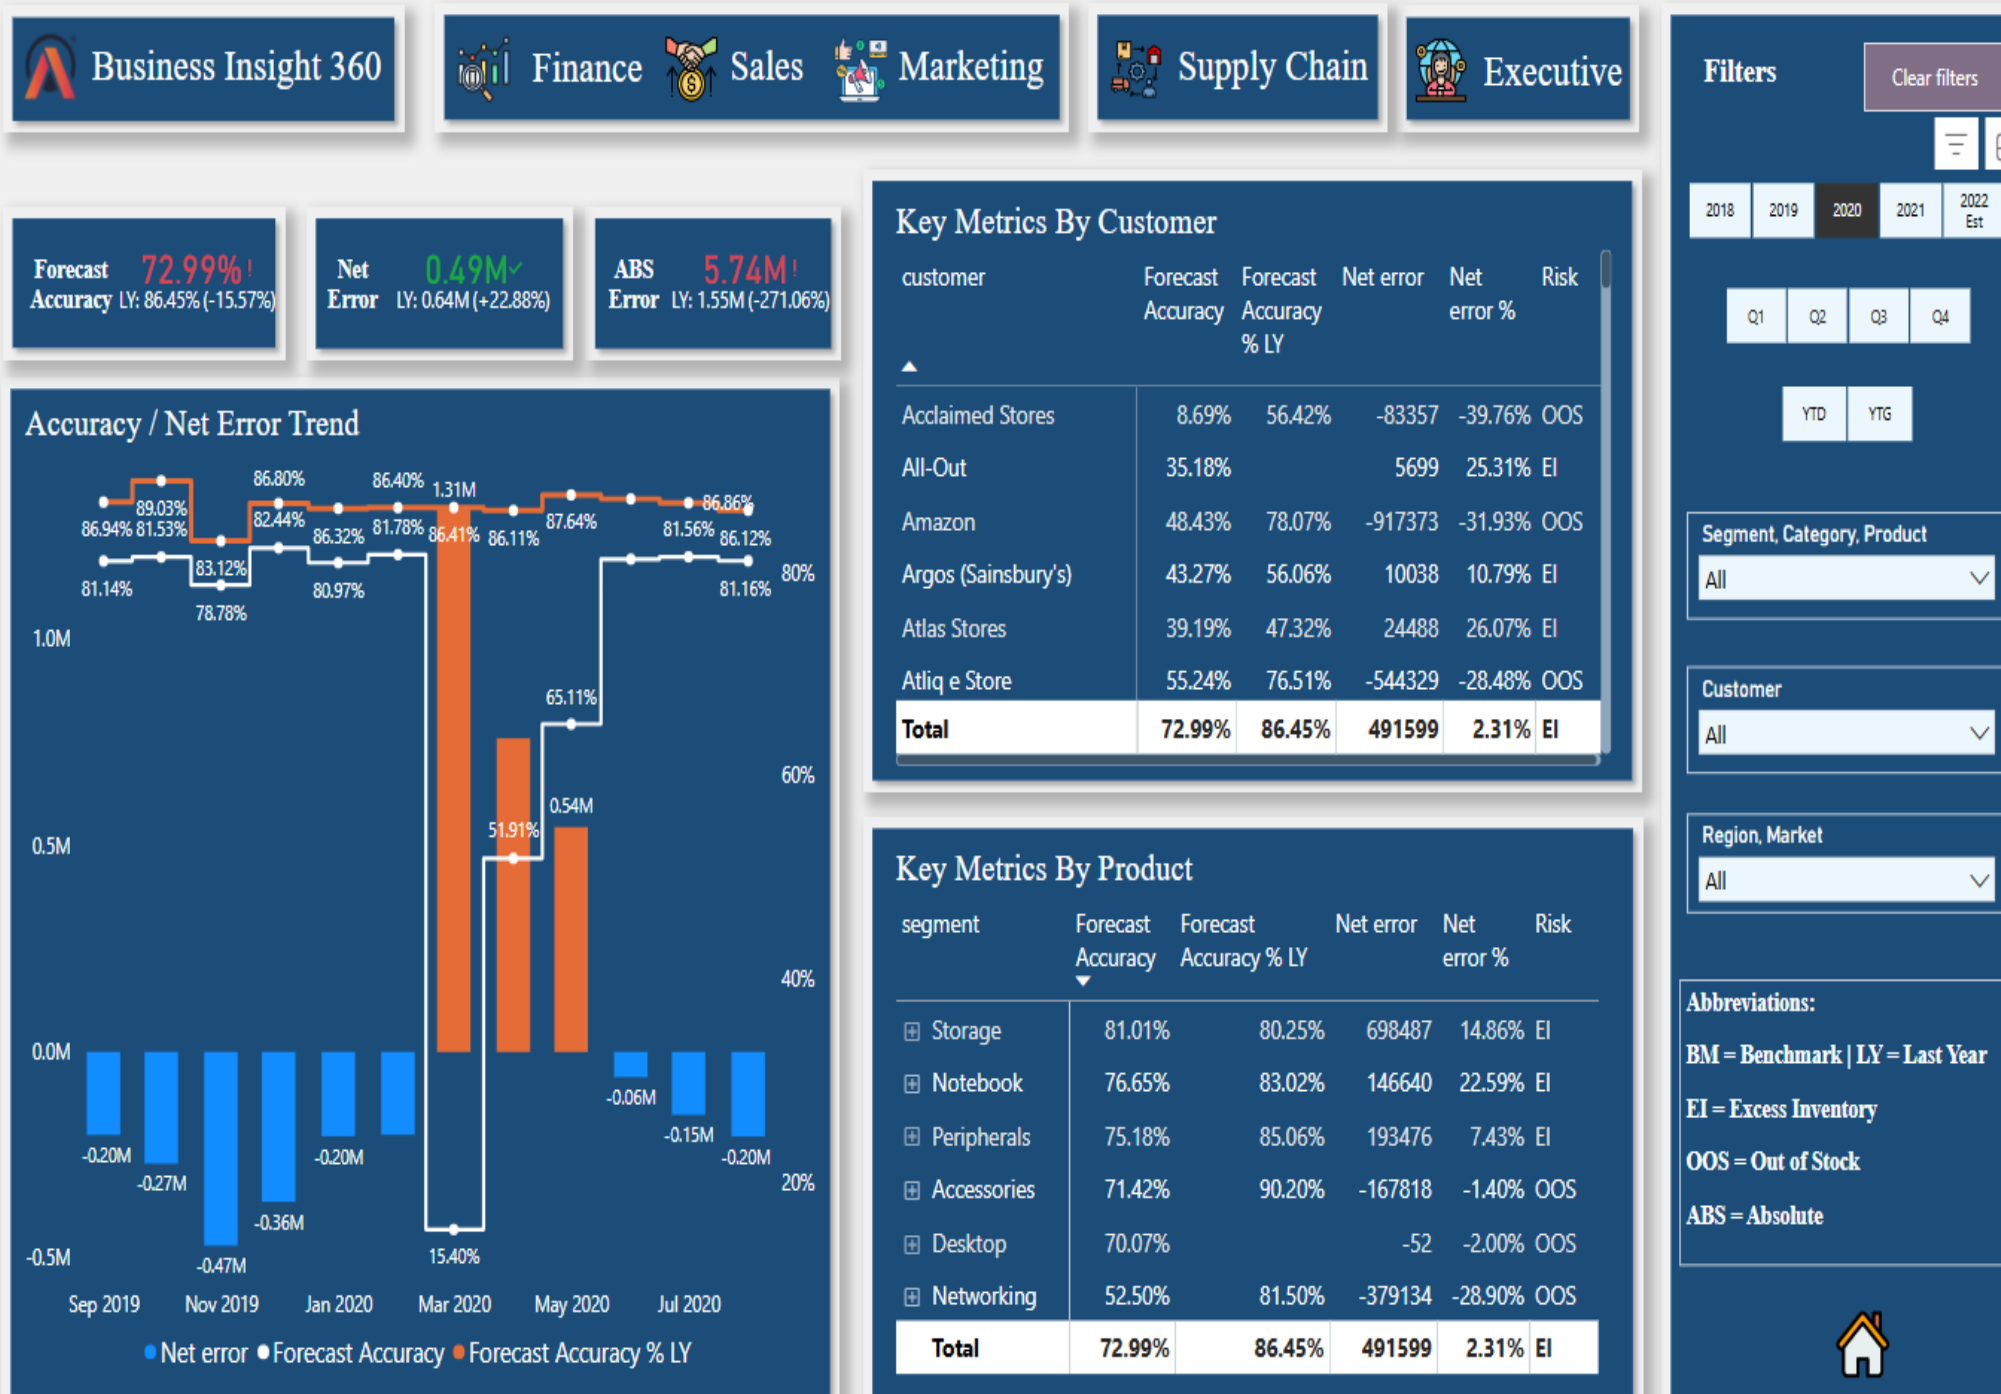 Business Insight 360
Finance
Sales
Marketing
Supply Chain
Executive
Filters
Clear filters
2018
2019
2020
2021
2022
Est
Q1
Q2
Q3
Q4
YTD
YTG
Segment, Category, Product
All
Customer
All
Region, Market
All
Abbreviations:
BM = Benchmark | LY = Last Year
EI = Excess Inventory
OOS = Out of Stock
ABS = Absolute
Forecast
Accuracy
72.99%!
LY: 86.45% (-15.57%)
Net
Error
0.49M
LY: 0.64M (+22.88%)
ABS
Error
5.74M!
LY: 1.55M (-271.06%)
Accuracy / Net Error Trend
86.80%
86.40%
1.31M
89.03%
86.86%
86.94%
81.53%
82.44%
86.32%
81.78%
86.41%
86.11%
87.64%
81.56%
86.12%
83.12%
80%
81.14%
78.78%
80.97%
81.16%
1.0M
65.11%
60%
0.54M
51.91%
0.5M
40%
0.0M
-0.06M
-0.15M
-0.20M
-0.20M
-0.20M
-0.27M
20%
-0.36M
-0.47M
15.40%
-0.5M
Sep 2019
Nov 2019
Jan 2020
Mar 2020
May 2020
Jul 2020
Net error
Forecast Accuracy
Forecast Accuracy % LY
Key Metrics By Customer
customer Forecast Accuracy Forecast Accuracy % LY Net error Net error % Risk
Acclaimed Stores 8.69% 56.42% -83357 -39.76% OOS
All-Out 35.18% 5699 25.31% EI
Amazon 48.43% 78.07% -917373 -31.93% OOS
Argos (Sainsbury's) 43.27% 56.06% 10038 10.79% EI
Atlas Stores 39.19% 47.32% 24488 26.07% EI
Atliq e Store 55.24% 76.51% -544329 -28.48% OOS
Total 72.99% 86.45% 491599 2.31% EI
Key Metrics By Product
segment Forecast Accuracy Forecast Accuracy % LY Net error Net error % Risk
Storage 81.01% 80.25% 698487 14.86% EI
Notebook 76.65% 83.02% 146640 22.59% EI
Peripherals 75.18% 85.06% 193476 7.43% EI
Accessories 71.42% 90.20% -167818 -1.40% OOS
Desktop 70.07% -52 -2.00% OOS
Networking 52.50% 81.50% -379134 -28.90% OOS
Total 72.99% 86.45% 491599 2.31% EI